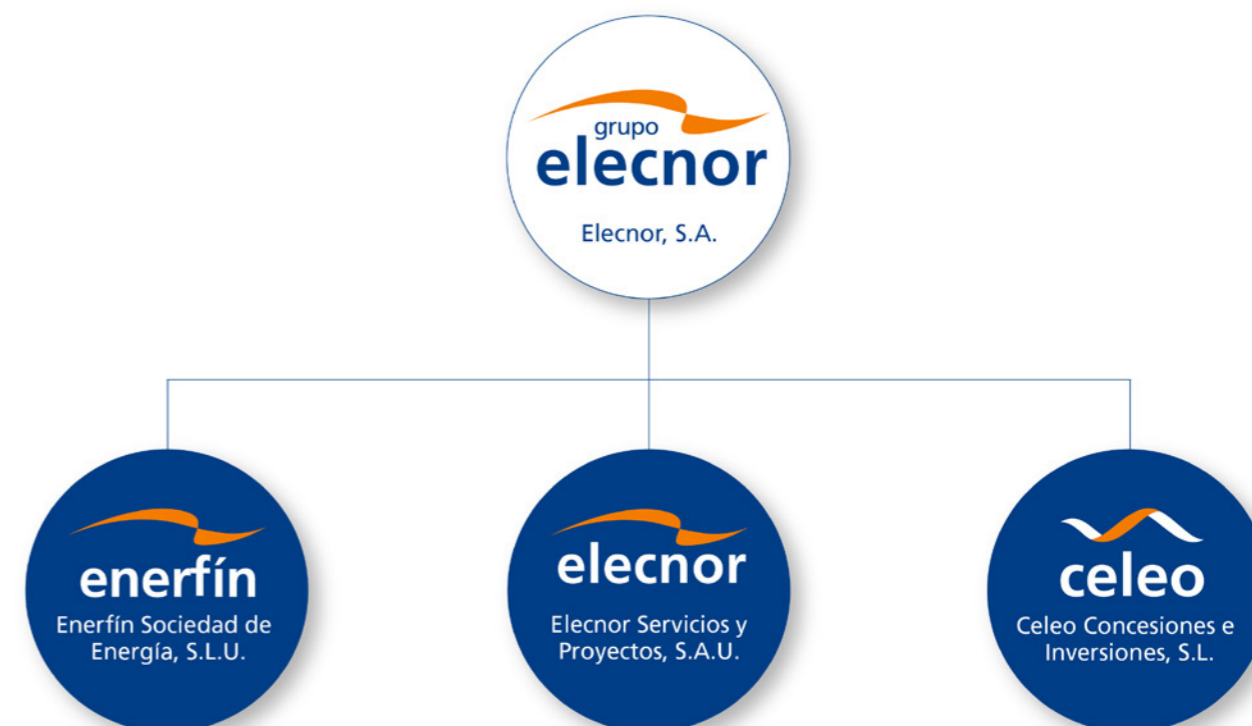 grupo
elecnor
Elecnor, S.A.
enerfín
Enerfín Sociedad de
Energía, S.L.U.
elecnor
Elecnor Servicios y
Proyectos, S.A.U.
celeo
Celeo Concesiones e
Inversiones, S.L.